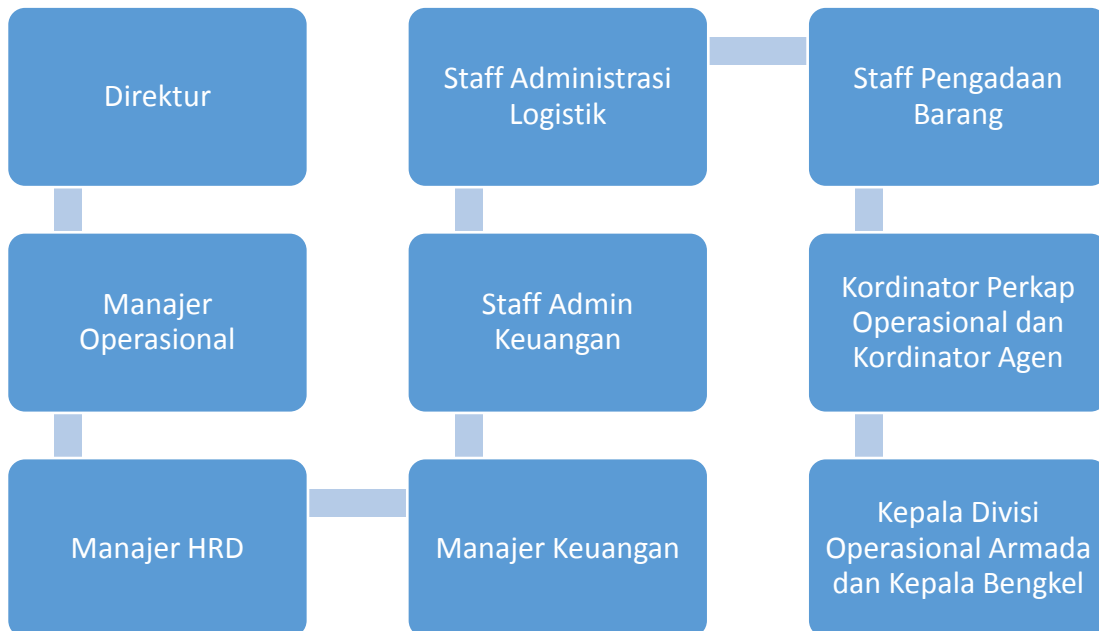 Direktur
Manajer
Operasional
Manajer HRD
Manajer Keuangan
Staff Admin
Keuangan
Staff Administrasi
Logistik
Staff Pengadaan
Barang
Kordinator Perkap
Operasional dan
Kordinator Agen
Kepala Divisi
Operasional Armada
dan Kepala Bengkel